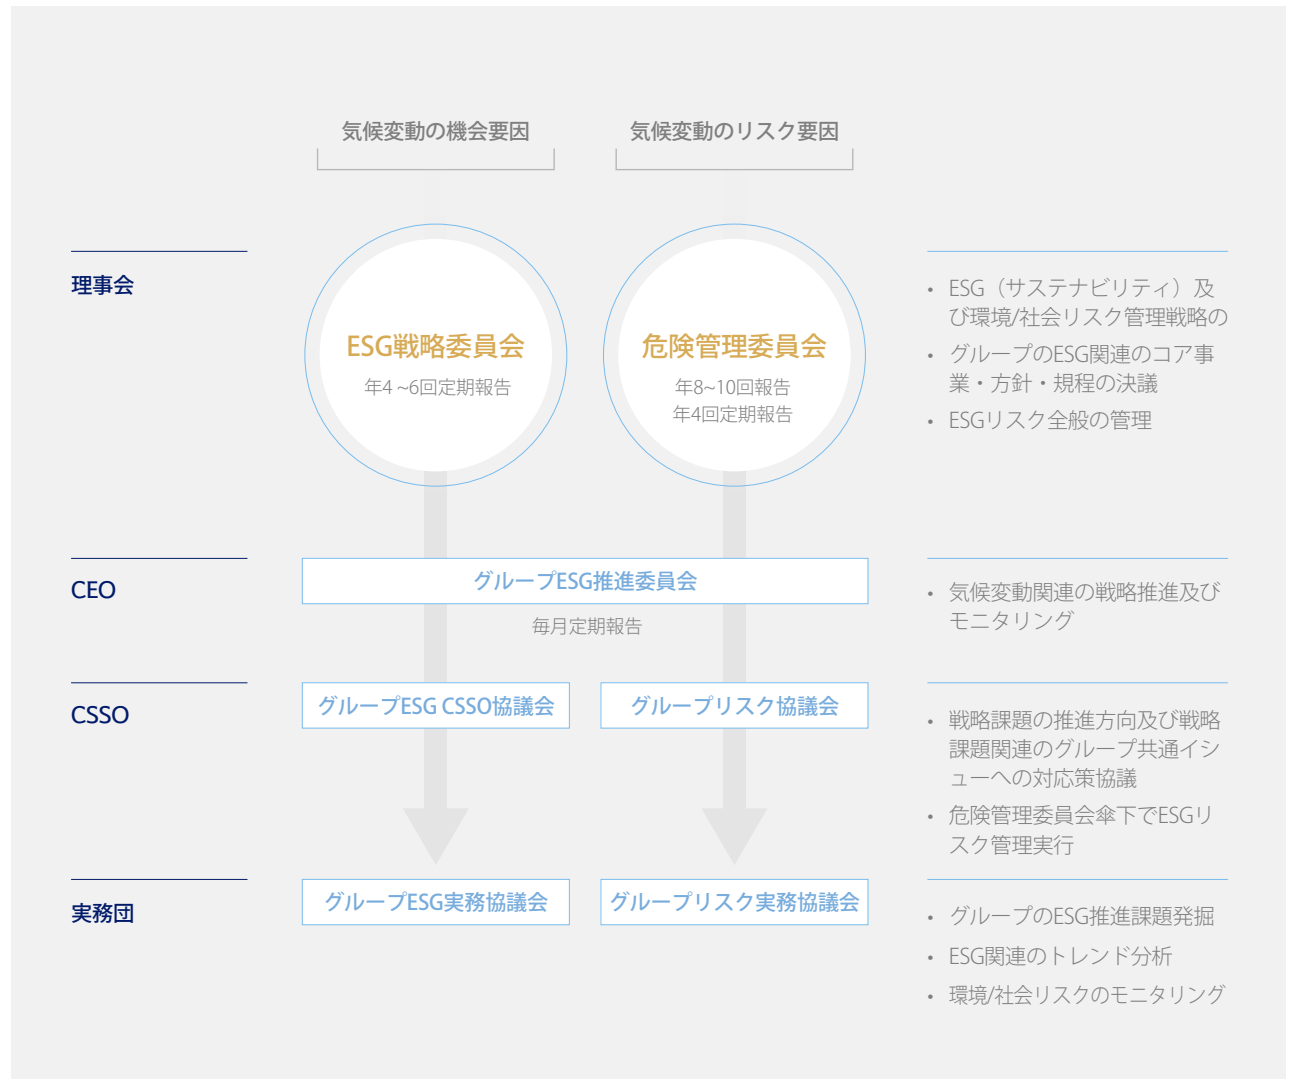 気候変動の機会要因
気候変動のリスク要因
理事会
ESG戦略委員会
年4 ~6回定期報告
危険管理委員会
年8~10回報告
年4回定期報告
• ESG（サステナビリティ）及
び環境/社会リスク管理戦略の
• グループのESG関連のコア事
業・方針・規程の決議
• ESGリスク全般の管理
CEO
グループESG推進委員会
毎月定期報告
• 気候変動関連の戦略推進及び
モニタリング
CSSO
グループESG CSSO協議会
グループリスク協議会
• 戦略課題の推進方向及び戦略
課題関連のグループ共通イシ
ューへの対応策協議
• 危険管理委員会傘下でESGリ
スク管理実行
実務団
グループESG実務協議会
グループリスク実務協議会
• グループのESG推進課題発掘
• ESG関連のトレンド分析
• 環境/社会リスクのモニタリング